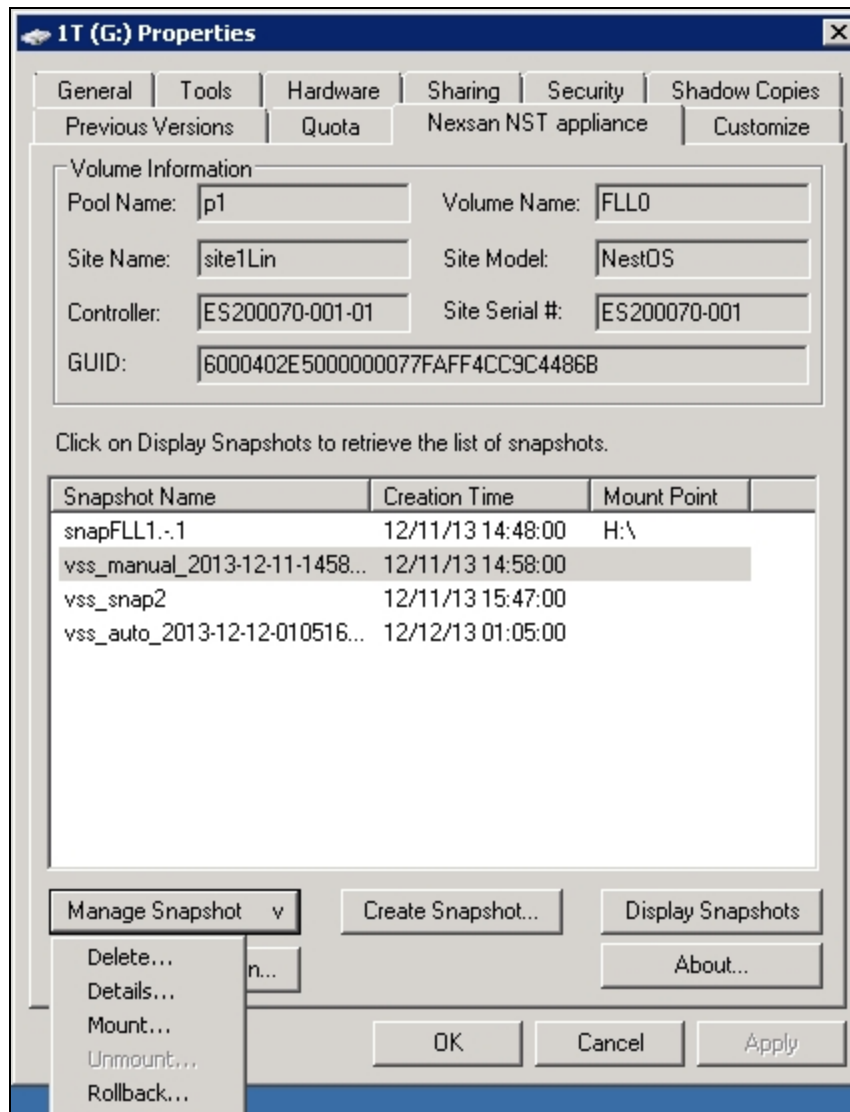 1T (G:) Properties
General Tools Hardware Sharing Security Shadow Copies
Previous Versions Quota Nexsan NST appliance Customize
Volume Information
Pool Name: p1 Volume Name: FLL0
Site Name: site1Lin Site Model: NestOS
Controller: ES200070-001-01 Site Serial #: ES200070-001
GUID: 6000402E5000000077FAFF4CC9C4486B
Click on Display Snapshots to retrieve the list of snapshots.
Snapshot Name Creation Time Mount Point
snapFLL1.-.1 12/11/13 14:48:00 H:\
vss_manual_2013-12-11-1458... 12/11/13 14:58:00
vss_snap2 12/11/13 15:47:00
vss_auto_2013-12-12-010516... 12/12/13 01:05:00
Manage Snapshot v Create Snapshot... Display Snapshots
Delete... n... About...
Details...
Mount... OK Cancel Apply
Unmount...
Rollback...